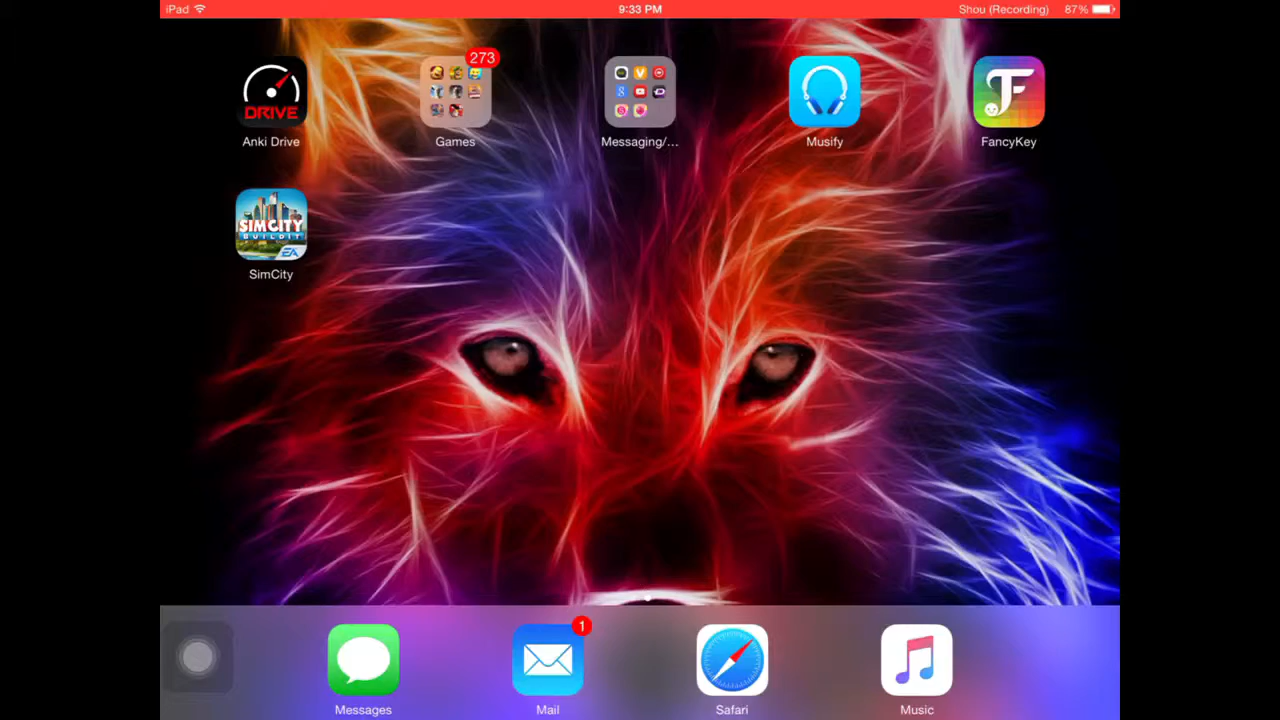 iPad 9:33 PM Shou (Recording) 87%
273
DRIVE
Anki Drive Games Messaging/... Musify FancyKey
SIMCITY
BUILDIT
EA
SimCity
1
Messages Mail Safari Music